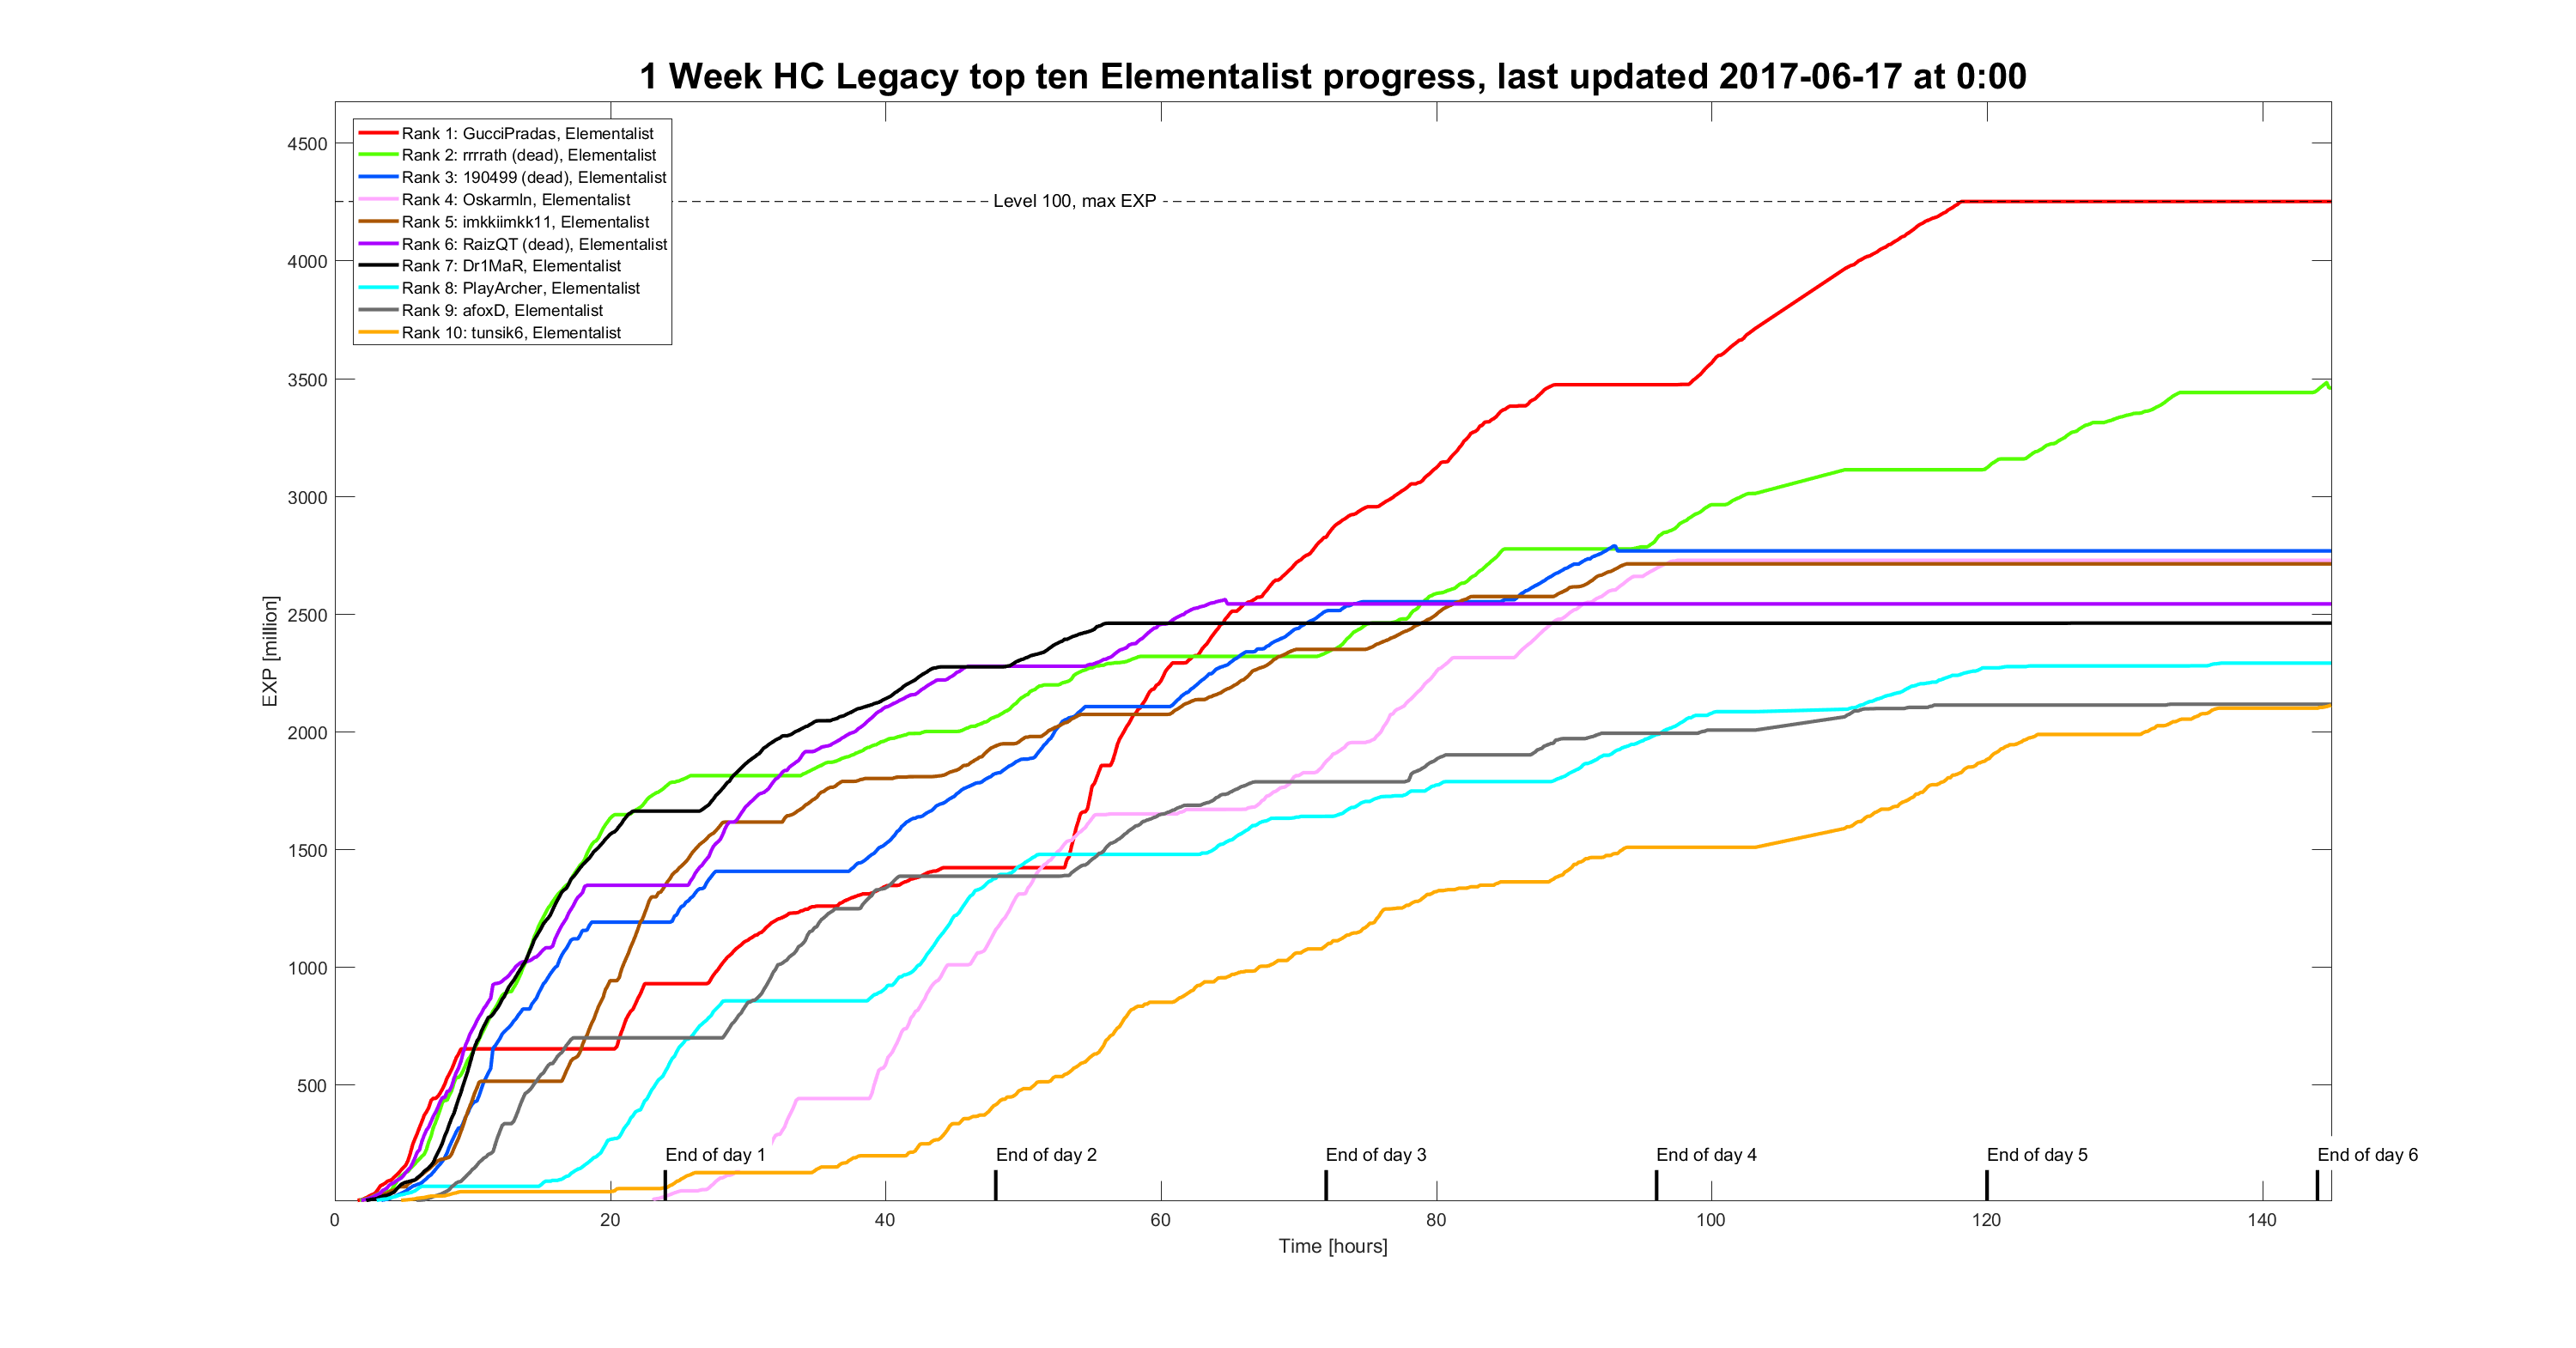 1 Week HC Legacy top ten Elementalist progress, last updated 2017-06-17 at 0:00
Rank 1: GucciPradas, Elementalist
Rank 2: rrrrath (dead), Elementalist
Rank 3: 190499 (dead), Elementalist
Rank 4: Oskarmln, Elementalist
Rank 5: imkkiimkk11, Elementalist
Rank 6: RaizQT (dead), Elementalist
Rank 7: Dr1MaR, Elementalist
Rank 8: PlayArcher, Elementalist
Rank 9: afoxD, Elementalist
Rank 10: tunsik6, Elementalist
Level 100, max EXP
4500
4000
3500
3000
2500
2000
1500
1000
500
EXP [million]
End of day 1
End of day 2
End of day 3
End of day 4
End of day 5
End of day 6
0
20
40
60
80
100
120
140
Time [hours]